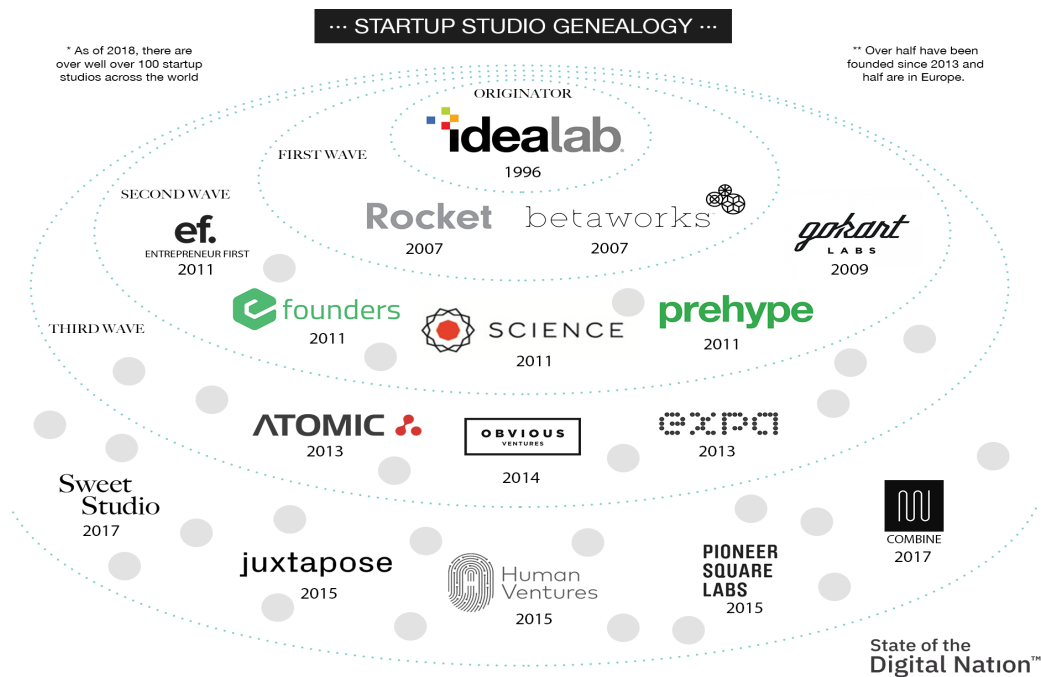 ··· STARTUP STUDIO GENEALOGY ···
* As of 2018, there are
over well over 100 startup
studios across the world
** Over half have been
founded since 2013 and
half are in Europe.
ORIGINATOR
idealab
1996
FIRST WAVE
Rocket
2007
betaworks
2007
SECOND WAVE
ef.
ENTREPRENEUR FIRST
2011
gokart
LABS
2009
e founders
2011
SCIENCE
2011
prehype
2011
THIRD WAVE
ATOMIC
2013
OBVIOUS
VENTURES
2014
expa
2013
Sweet
Studio
2017
juxtapose
2015
Human
Ventures
2015
PIONEER
SQUARE
LABS
2015
COMBINE
2017
State of the
Digital Nation™